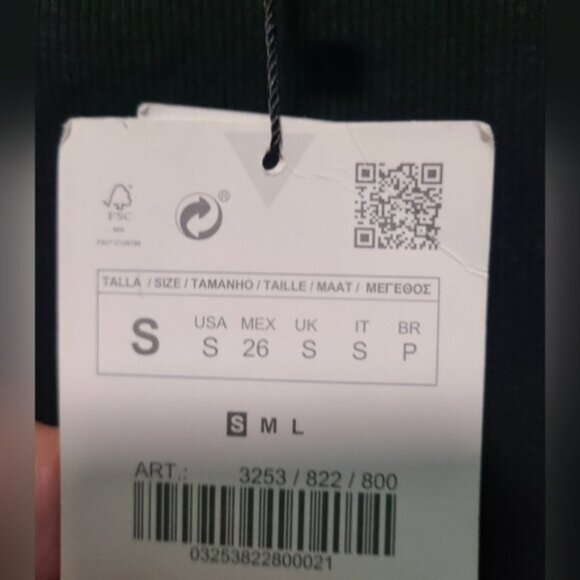 ®
FSC
TALLA / SIZE / TAMANHO / TAILLE / MAAT / ΜΕΓΕΘΟΣ
S
USA MEX UK IT BR
S 26 S S P
S M L
ART.: 3253 / 822 / 800
03253822800021